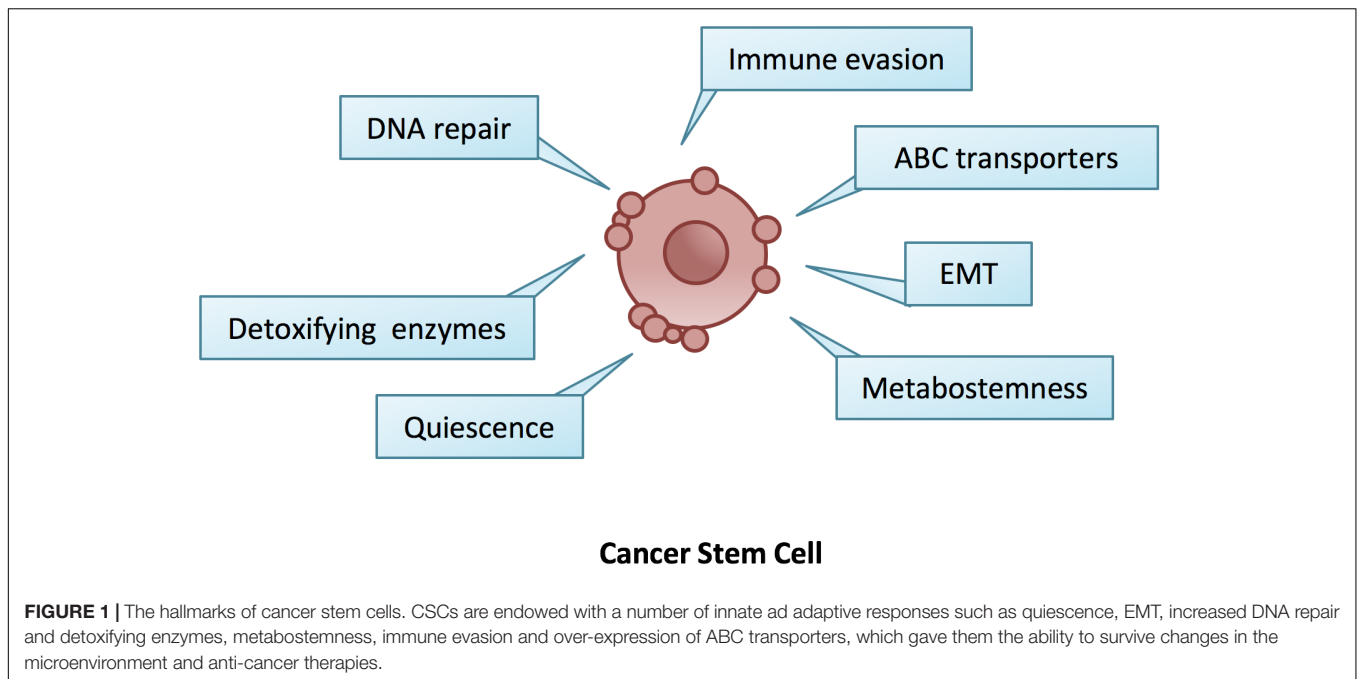 Immune evasion
DNA repair
ABC transporters
EMT
Detoxifying enzymes
Metabostemness
Quiescence
Cancer Stem Cell
FIGURE 1 | The hallmarks of cancer stem cells. CSCs are endowed with a number of innate ad adaptive responses such as quiescence, EMT, increased DNA repair
and detoxifying enzymes, metabostemness, immune evasion and over-expression of ABC transporters, which gave them the ability to survive changes in the
microenvironment and anti-cancer therapies.